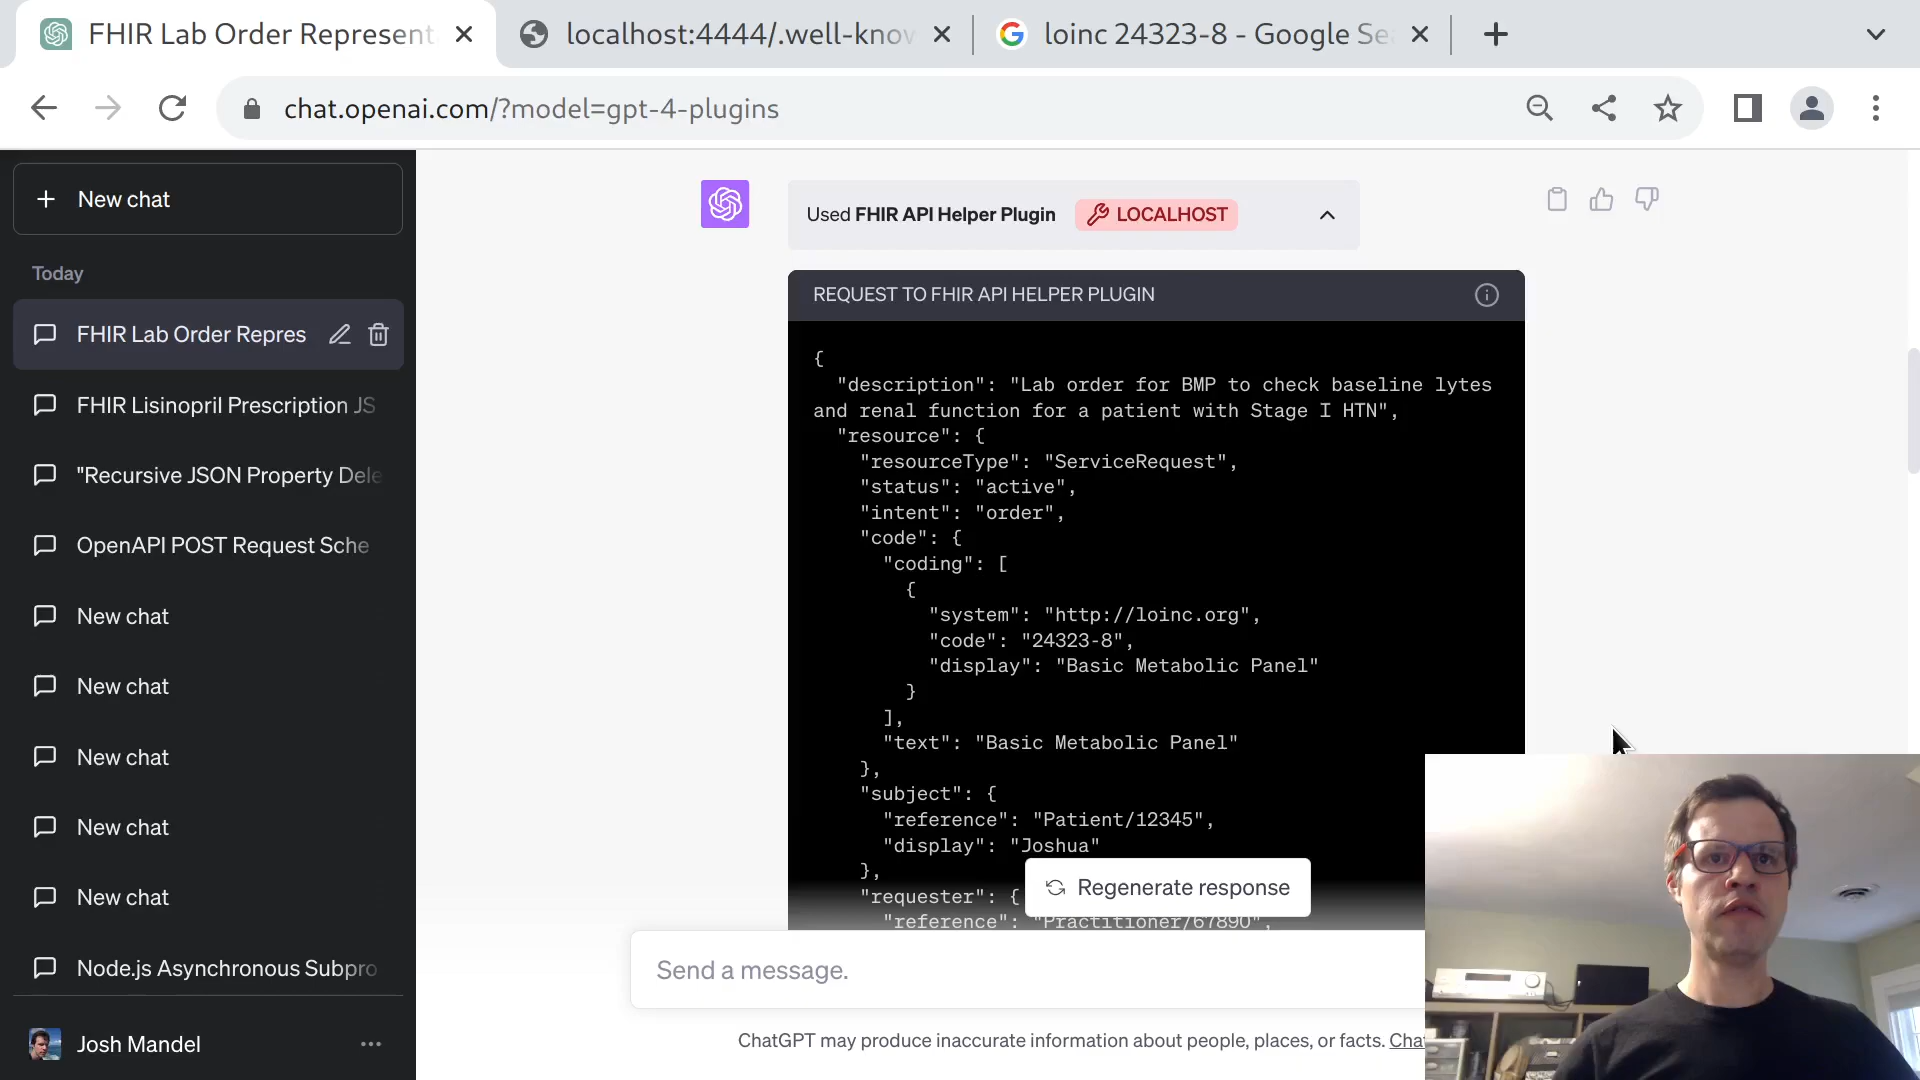 FHIR Lab Order Represent
localhost:4444/.well-know
loinc 24323-8 - Google Sea
chat.openai.com/?model=gpt-4-plugins
New chat
Today
FHIR Lab Order Repres
FHIR Lisinopril Prescription JS
"Recursive JSON Property Dele
OpenAPI POST Request Sche
New chat
New chat
New chat
New chat
New chat
Node.js Asynchronous Subpro
Josh Mandel
Used FHIR API Helper Plugin LOCALHOST
REQUEST TO FHIR API HELPER PLUGIN
{
"description": "Lab order for BMP to check baseline lytes
and renal function for a patient with Stage I HTN",
"resource": {
"resourceType": "ServiceRequest",
"status": "active",
"intent": "order",
"code": {
"coding": [
{
"system": "http://loinc.org",
"code": "24323-8",
"display": "Basic Metabolic Panel"
}
],
"text": "Basic Metabolic Panel"
},
"subject": {
"reference": "Patient/12345",
"display": "Joshua"
},
"requester": {
"reference": "Practitioner/67890",
Regenerate response
Send a message.
ChatGPT may produce inaccurate information about people, places, or facts. Chat